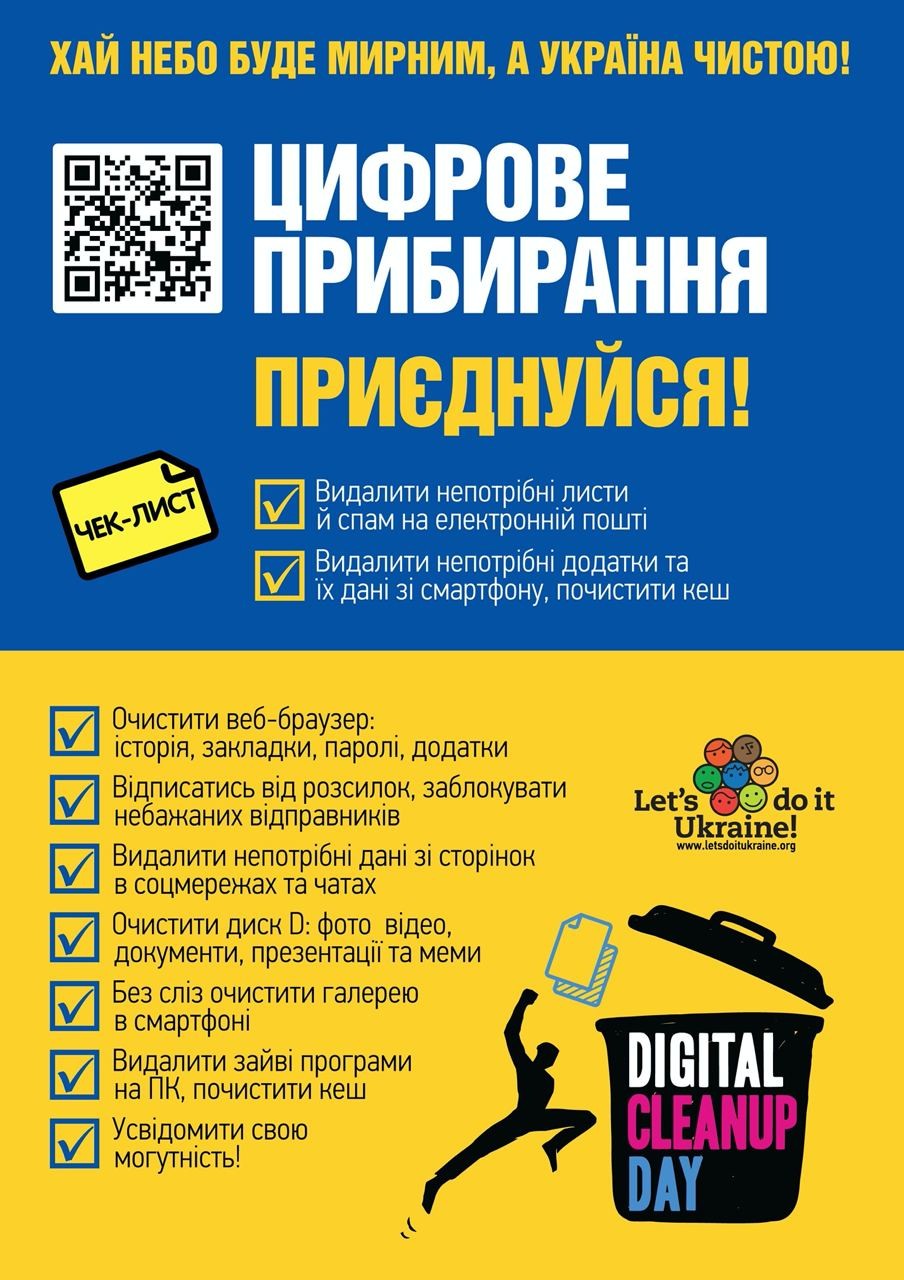 ХАЙ НЕБО БУДЕ МИРНИМ, А УКРАЇНА ЧИСТОЮ!
ЦИФРОВЕ
ПРИБИРАННЯ
ПРИЄДНУЙСЯ!
ЧЕК-ЛИСТ
Видалити непотрібні листи
й спам на електронній пошті
Видалити непотрібні додатки та
їх дані зі смартфону, почистити кеш
Очистити веб-браузер:
історія, закладки, паролі, додатки
Відписатись від розсилок, заблокувати
небажаних відправників
Видалити непотрібні дані зі сторінок
в соцмережах та чатах
Очистити диск D: фото відео,
документи, презентації та меми
Без сліз очистити галерею
в смартфоні
Видалити зайві програми
на ПК, почистити кеш
Усвідомити свою
могутність!
Let's do it
Ukraine!
www.letsdoitukraine.org
DIGITAL
CLEANUP
DAY